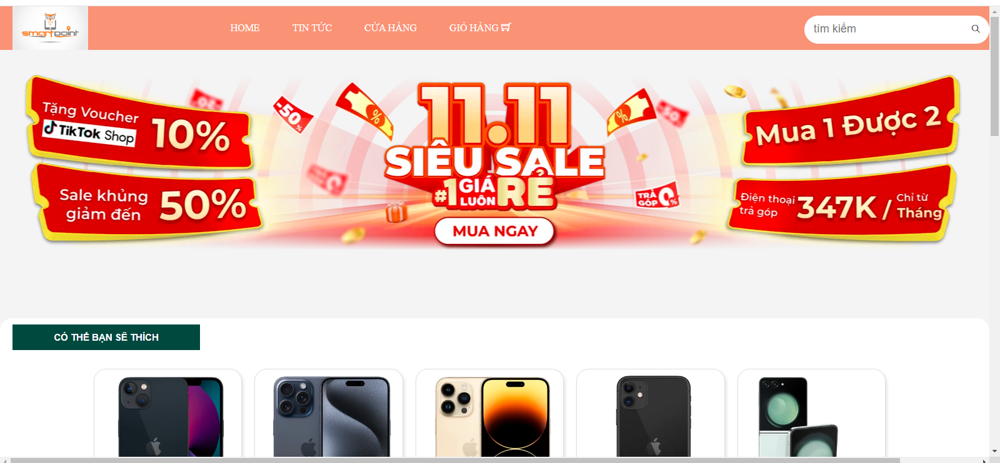 smartpoint
HOME
TIN TỨC
CỬA HÀNG
GIỎ HÀNG
tìm kiếm
Tặng Voucher
TikTok Shop
10%
Sale khủng
giảm đến
50%
-50%
%
11.11
SIÊU SALE
#1 GIÁ LUÔN RẺ
MUA NGAY
%
TRẢ GÓP 0%
Mua 1 Được 2
Điện thoại
trả góp
347K /
Chỉ từ
Tháng
CÓ THỂ BẠN SẼ THÍCH